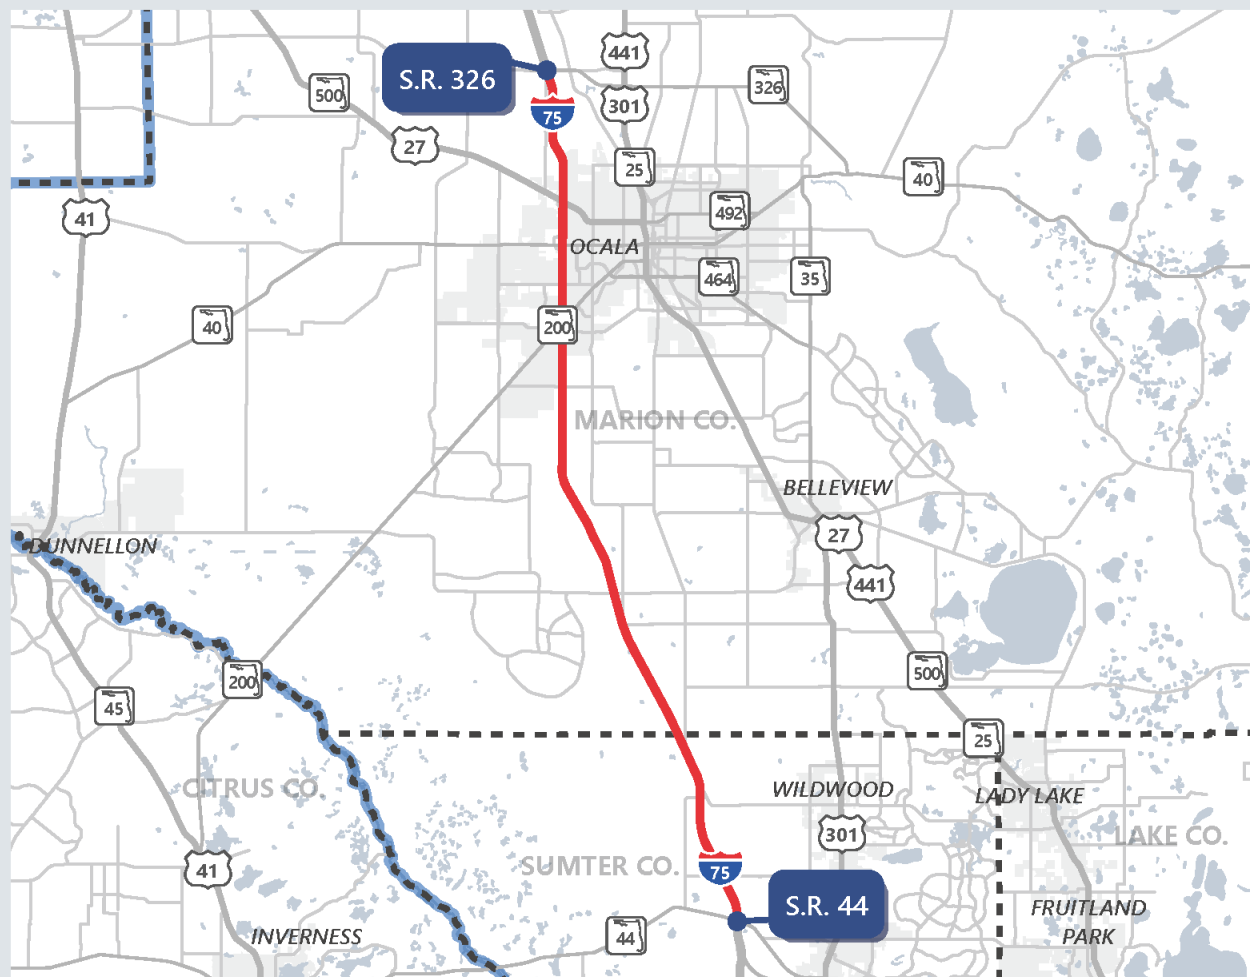 441
S.R. 326
326
500
301
75
27
25
40
492
41
OCALA
464
35
40
200
MARION CO.
BELLEVIEW
27
DUNNELLON
441
500
200
45
25
CITRUS CO.
WILDWOOD
LADY LAKE
301
LAKE CO.
SUMTER CO.
75
41
S.R. 44
FRUITLAND
PARK
44
INVERNESS